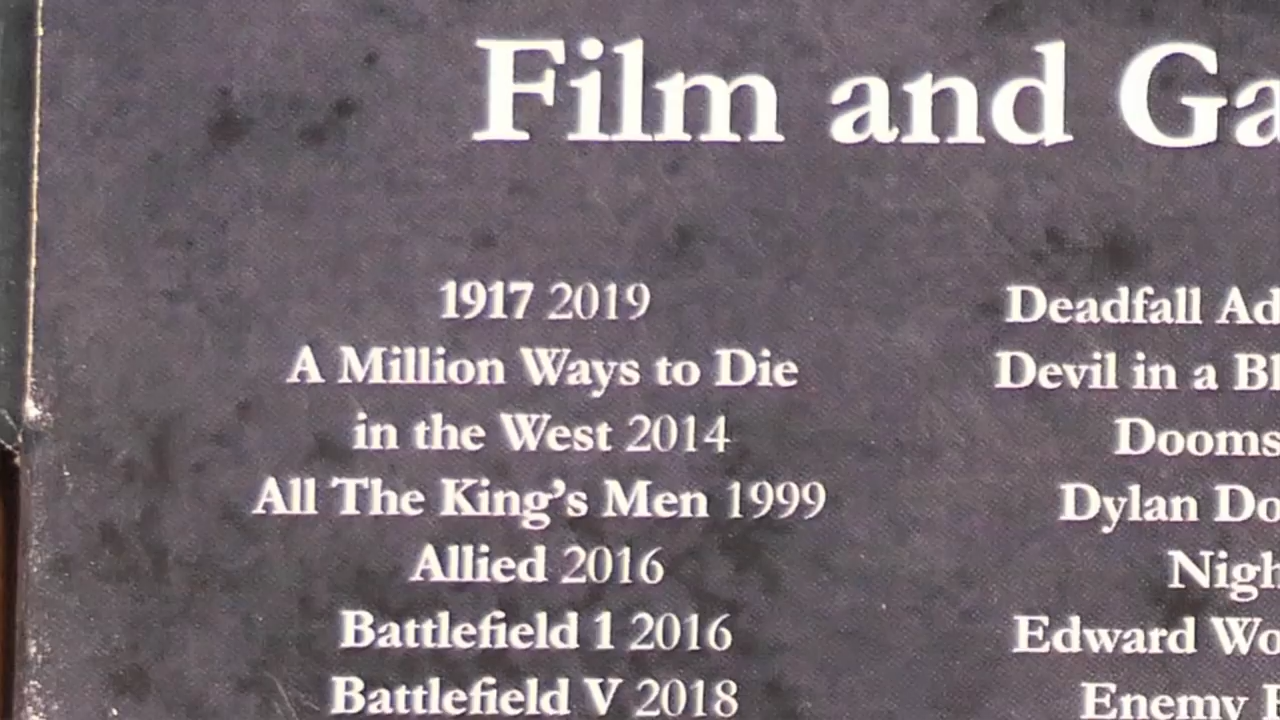 Film and Ga
1917 2019
A Million Ways to Die
in the West 2014
All The King's Men 1999
Allied 2016
Battlefield 1 2016
Battlefield V 2018
Deadfall Ad
Devil in a Bl
Dooms
Dylan Do
Nigh
Edward Wo
Enemy